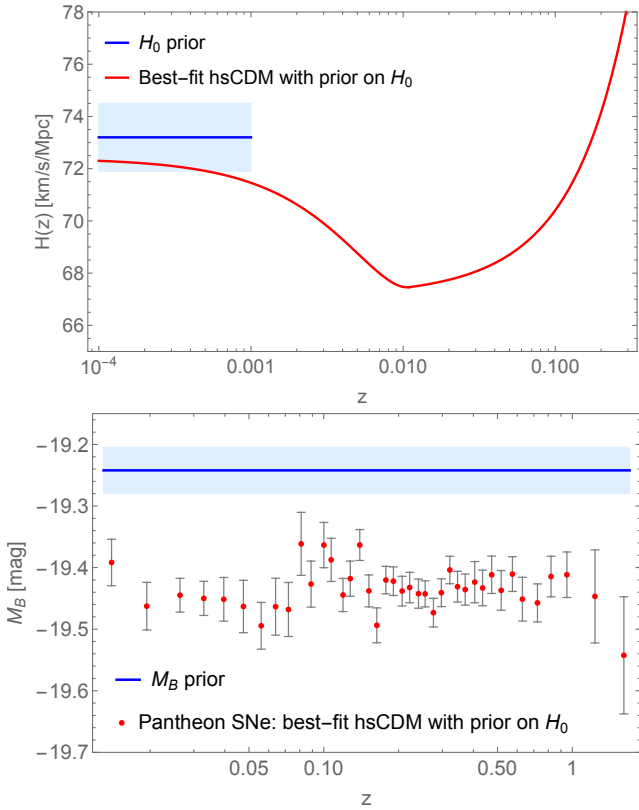 78
76
74
72
70
68
66
H(z) [km/s/Mpc]
H₀ prior
Best-fit hsCDM with prior on H₀
10⁻⁴ 0.001 0.010 0.100
z
-19.2
-19.3
-19.4
-19.5
-19.6
-19.7
M_B [mag]
M_B prior
Pantheon SNe: best-fit hsCDM with prior on H₀
0.05 0.10 0.50 1
z